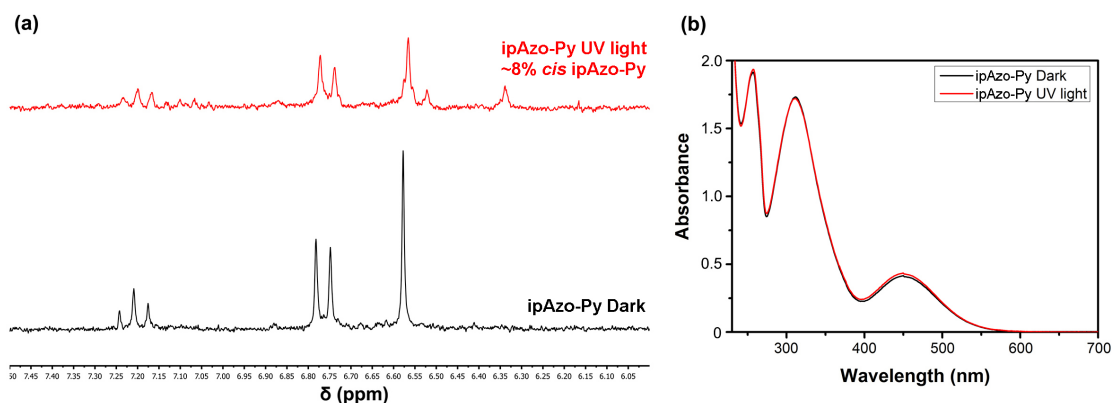 (a)
ipAzo-Py UV light
~8% cis ipAzo-Py
ipAzo-Py Dark
7.45 7.40 7.35 7.30 7.25 7.20 7.15 7.10 7.05 7.00 6.95 6.90 6.85 6.80 6.75 6.70 6.65 6.60 6.55 6.50 6.45 6.40 6.35 6.30 6.25 6.20 6.15 6.10 6.05
δ (ppm)
(b)
2.0
1.5
1.0
0.5
0
Absorbance
ipAzo-Py Dark
ipAzo-Py UV light
300 400 500 600 700
Wavelength (nm)